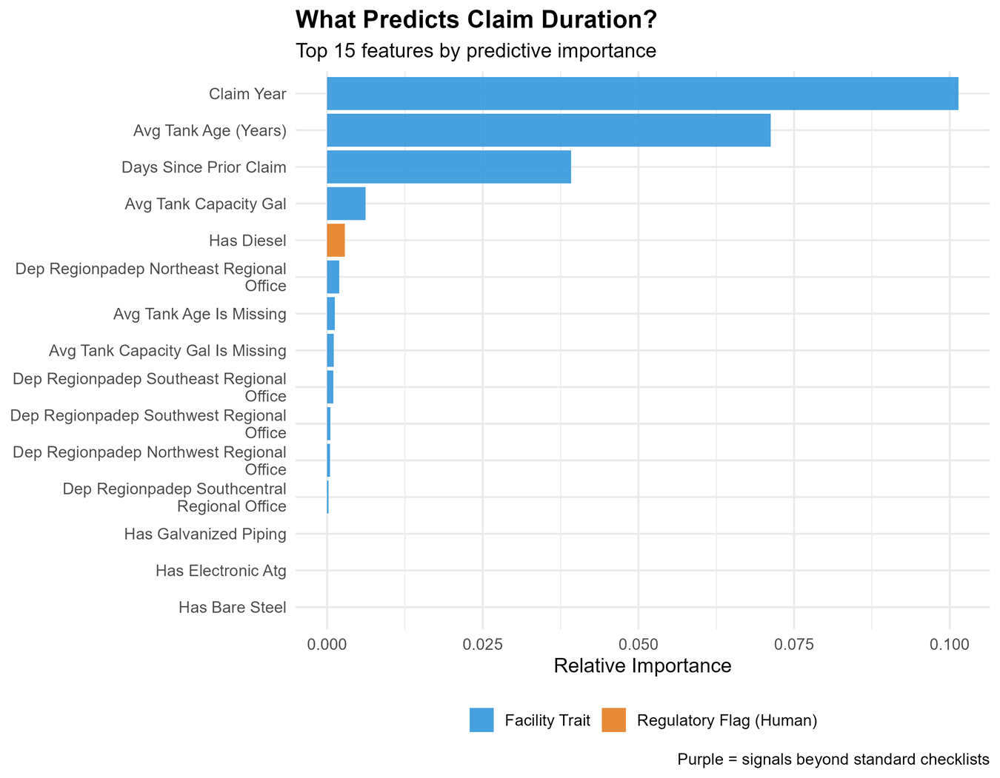 What Predicts Claim Duration?
Top 15 features by predictive importance
Claim Year
Avg Tank Age (Years)
Days Since Prior Claim
Avg Tank Capacity Gal
Has Diesel
Dep Regionpadep Northeast Regional
Office
Avg Tank Age Is Missing
Avg Tank Capacity Gal Is Missing
Dep Regionpadep Southeast Regional
Office
Dep Regionpadep Southwest Regional
Office
Dep Regionpadep Northwest Regional
Office
Dep Regionpadep Southcentral
Regional Office
Has Galvanized Piping
Has Electronic Atg
Has Bare Steel
0.000 0.025 0.050 0.075 0.100
Relative Importance
Facility Trait Regulatory Flag (Human)
Purple = signals beyond standard checklists